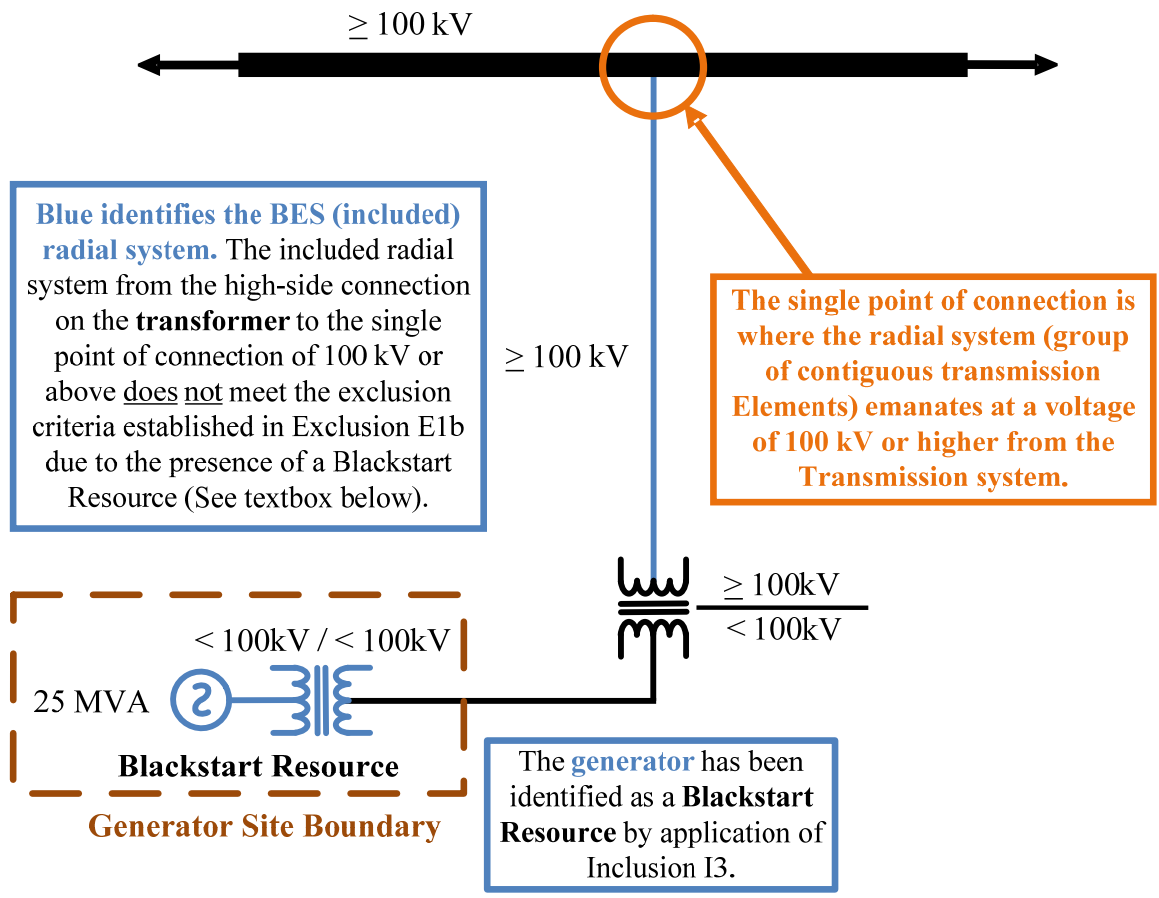 ≥ 100 kV
Blue identifies the BES (included)
radial system. The included radial
system from the high-side connection
on the transformer to the single
point of connection of 100 kV or
above does not meet the exclusion
criteria established in Exclusion E1b
due to the presence of a Blackstart
Resource (See textbox below).
≥ 100 kV
The single point of connection is
where the radial system (group
of contiguous transmission
Elements) emanates at a voltage
of 100 kV or higher from the
Transmission system.
≥ 100kV
< 100kV
< 100kV / < 100kV
25 MVA
Blackstart Resource
Generator Site Boundary
The generator has been
identified as a Blackstart
Resource by application of
Inclusion I3.